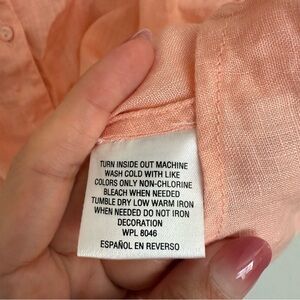 TURN INSIDE OUT MACHINE
WASH COLD WITH LIKE
COLORS ONLY NON-CHLORINE
BLEACH WHEN NEEDED
TUMBLE DRY LOW WARM IRON
WHEN NEEDED DO NOT IRON
DECORATION
WPL 8046
ESPAÑOL EN REVERSO